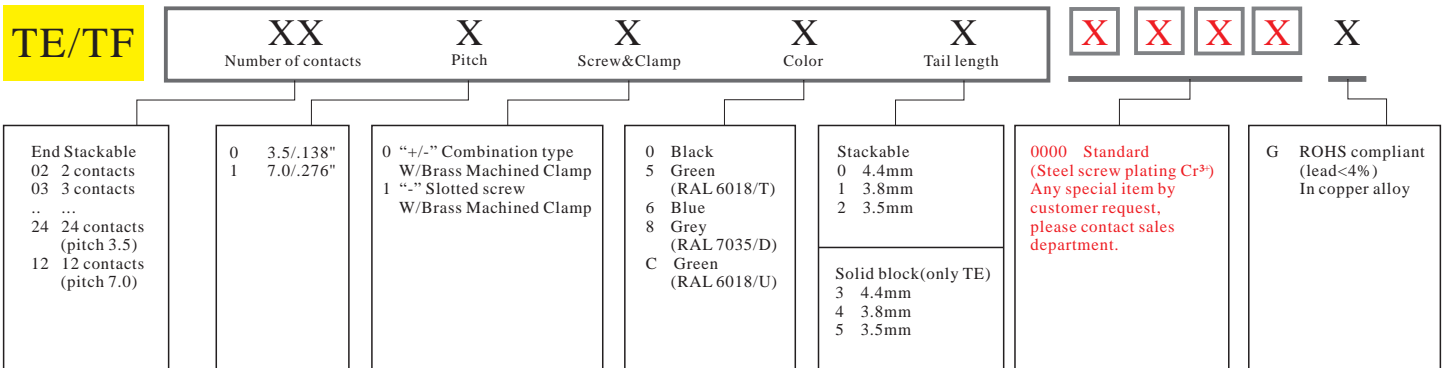 TE/TF XX X X X X X X X X X
Number of contacts Pitch Screw&Clamp Color Tail length
End Stackable
02 2 contacts
03 3 contacts
.. ...
24 24 contacts
(pitch 3.5)
12 12 contacts
(pitch 7.0)
0 3.5/.138"
1 7.0/.276"
0 “+/-” Combination type
W/Brass Machined Clamp
1 “-” Slotted screw
W/Brass Machined Clamp
0 Black
5 Green
(RAL 6018/T)
6 Blue
8 Grey
(RAL 7035/D)
C Green
(RAL 6018/U)
Stackable
0 4.4mm
1 3.8mm
2 3.5mm
Solid block(only TE)
3 4.4mm
4 3.8mm
5 3.5mm
0000 Standard
(Steel screw plating Cr³⁺)
Any special item by
customer request,
please contact sales
department.
G ROHS compliant
(lead<4%)
In copper alloy